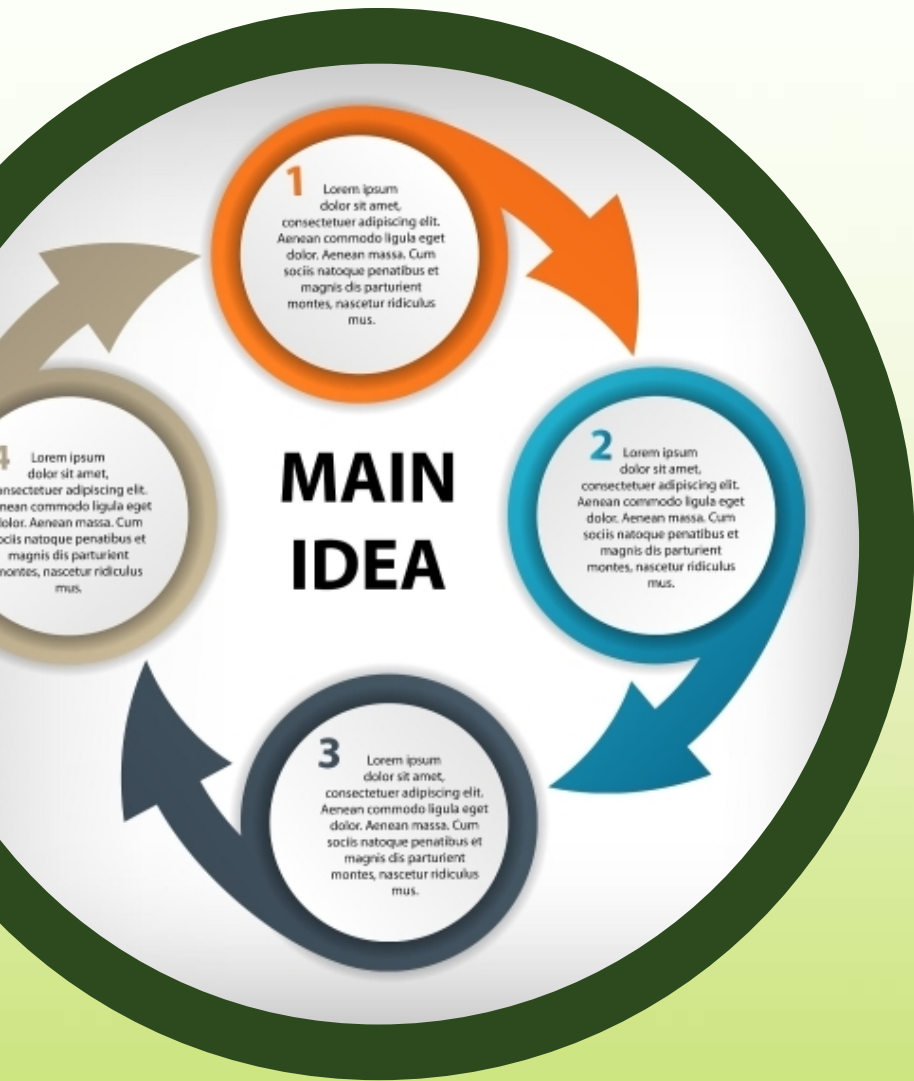 1
Lorem ipsum
dolor sit amet,
consectetuer adipiscing elit.
Aenean commodo ligula eget
dolor. Aenean massa. Cum
sociis natoque penatibus et
magnis dis parturient
montes, nascetur ridiculus
mus.
2
Lorem ipsum
dolor sit amet,
consectetuer adipiscing elit.
Aenean commodo ligula eget
dolor. Aenean massa. Cum
sociis natoque penatibus et
magnis dis parturient
montes, nascetur ridiculus
mus.
MAIN
IDEA
3
Lorem ipsum
dolor sit amet,
consectetuer adipiscing elit.
Aenean commodo ligula eget
dolor. Aenean massa. Cum
sociis natoque penatibus et
magnis dis parturient
montes, nascetur ridiculus
mus.
4
Lorem ipsum
dolor sit amet,
adipiscing elit.
commodo ligula eget
Aenean massa. Cum
natoque penatibus et
magnis dis parturient
nascetur ridiculus
mus.